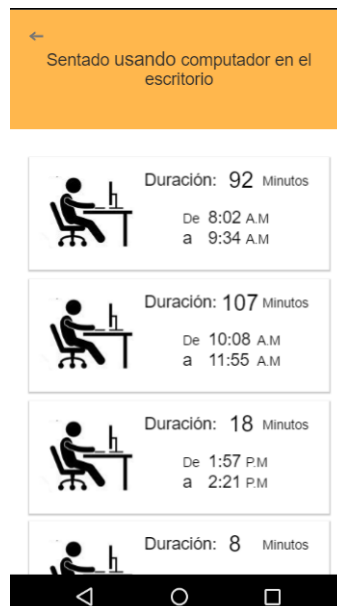 Sentado usando computador en el
escritorio
Duración: 92 Minutos
De 8:02 A.M
a 9:34 A.M
Duración: 107 Minutos
De 10:08 A.M
a 11:55 A.M
Duración: 18 Minutos
De 1:57 P.M
a 2:21 P.M
Duración: 8 Minutos